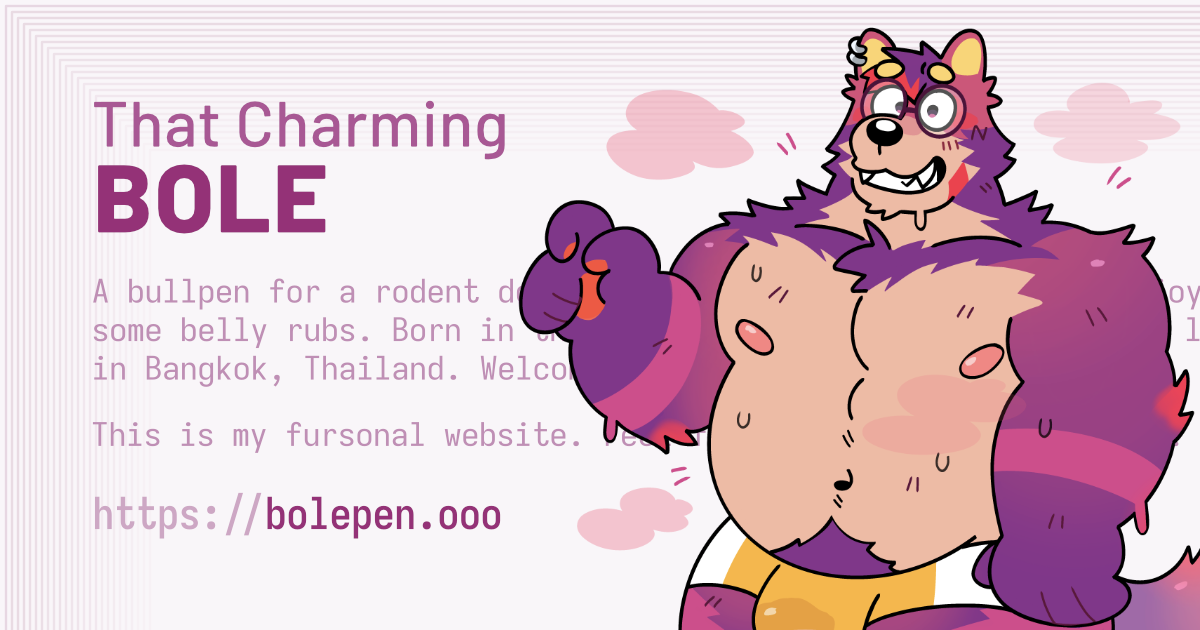 That Charming
BOLE
A bullpen for a rodent
some belly rubs. Born in
in Bangkok, Thailand.
This is my fursonal website.
https://bolepen.ooo